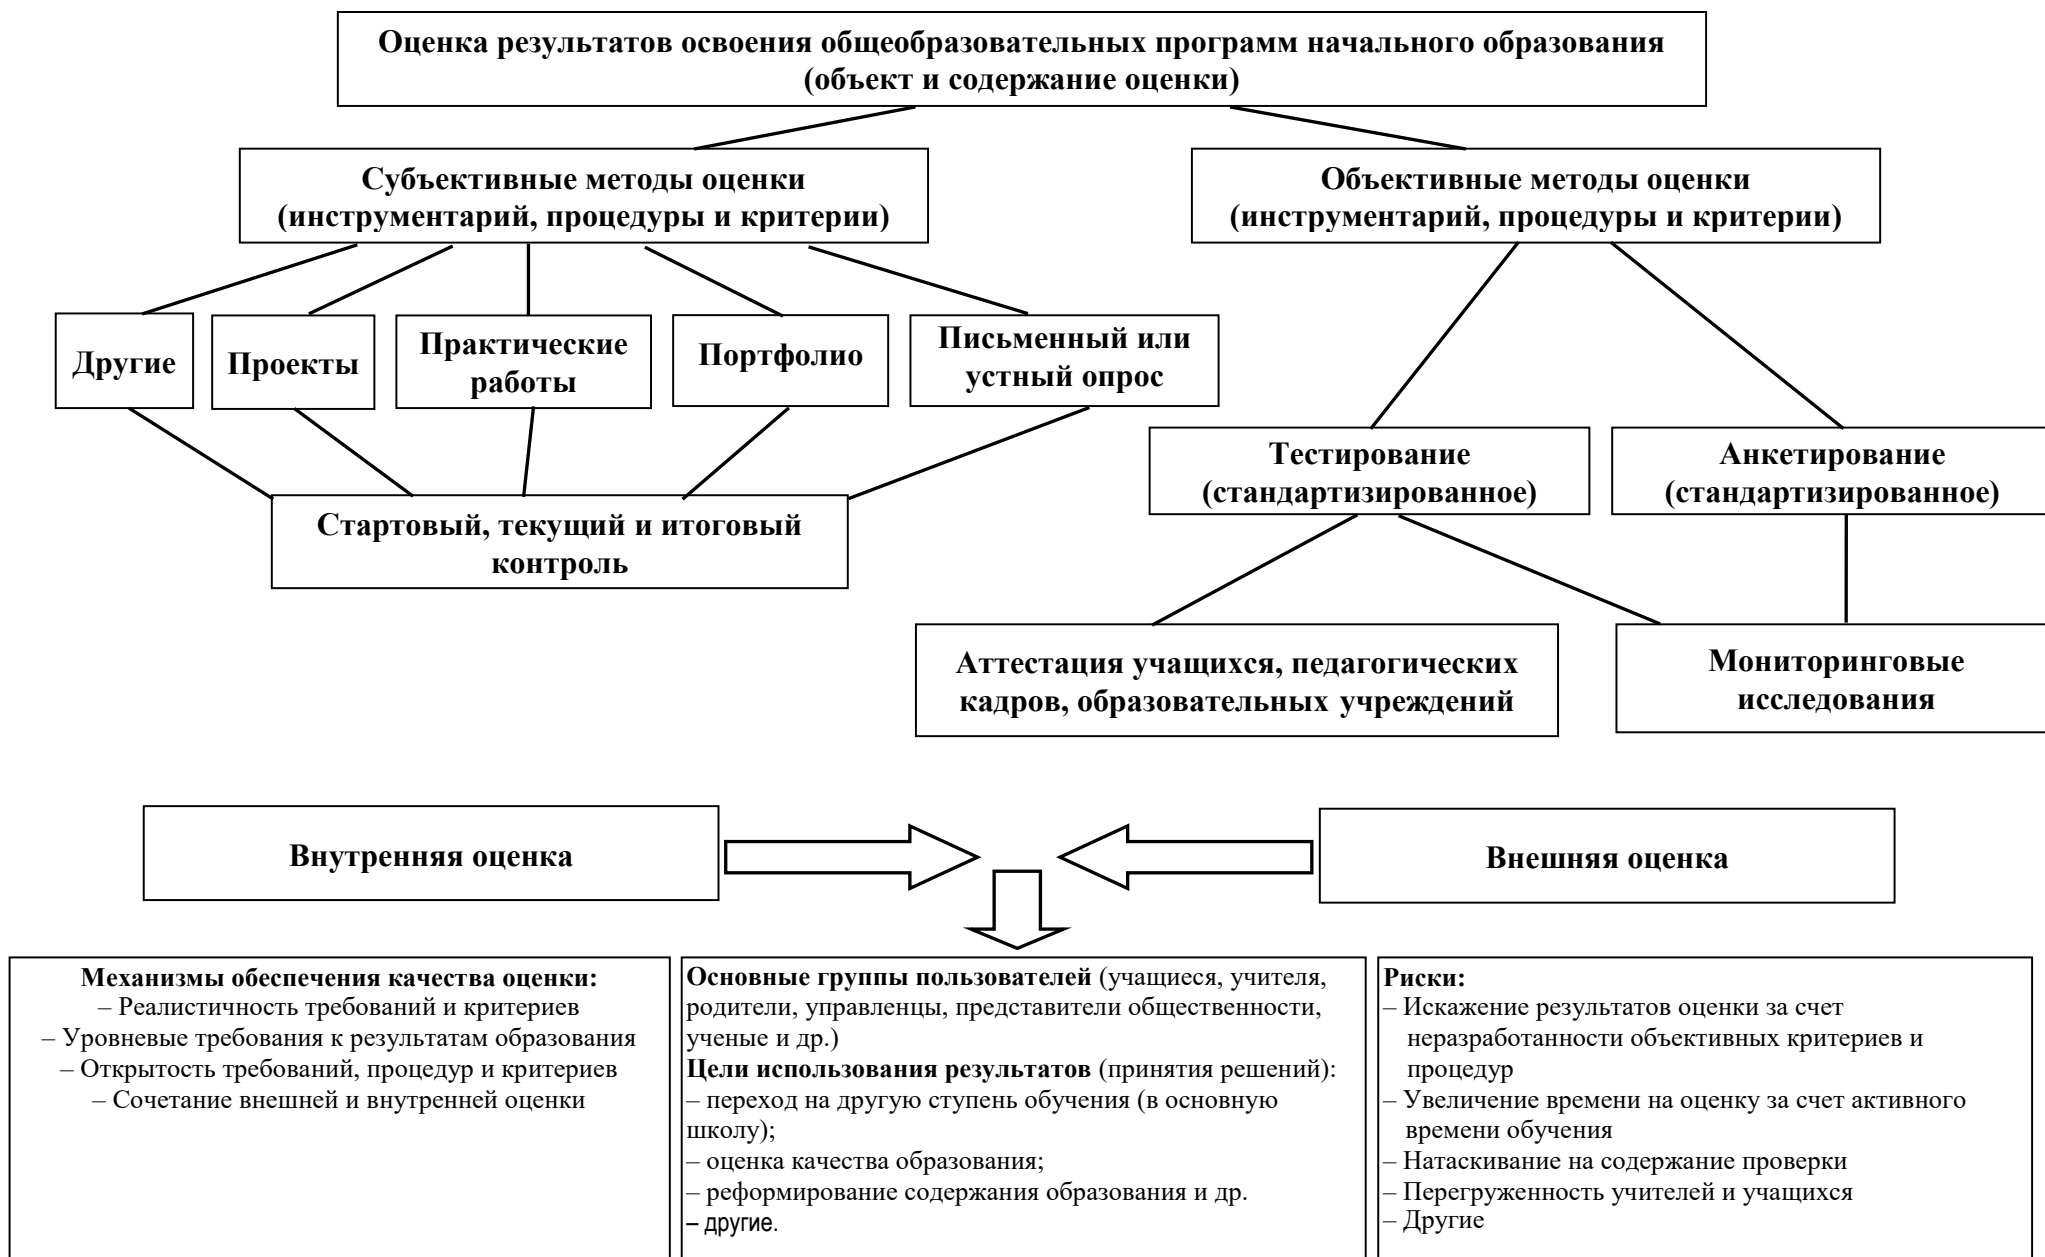 Оценка результатов освоения общеобразовательных программ начального образования
(объект и содержание оценки)
Субъективные методы оценки
(инструментарий, процедуры и критерии)
Объективные методы оценки
(инструментарий, процедуры и критерии)
Другие
Проекты
Практические
работы
Портфолио
Письменный или
устный опрос
Тестирование
(стандартизированное)
Анкетирование
(стандартизированное)
Стартовый, текущий и итоговый
контроль
Аттестация учащихся, педагогических
кадров, образовательных учреждений
Мониторинговые
исследования
Внутренняя оценка
Внешняя оценка
Механизмы обеспечения качества оценки:
– Реалистичность требований и критериев
– Уровневые требования к результатам образования
– Открытость требований, процедур и критериев
– Сочетание внешней и внутренней оценки
Основные группы пользователей (учащиеся, учителя,
родители, управленцы, представители общественности,
ученые и др.)
Цели использования результатов (принятия решений):
– переход на другую ступень обучения (в основную
школу);
– оценка качества образования;
– реформирование содержания образования и др.
– другие.
Риски:
– Искажение результатов оценки за счет
неразработанности объективных критериев и
процедур
– Увеличение времени на оценку за счет активного
времени обучения
– Натаскивание на содержание проверки
– Перегруженность учителей и учащихся
– Другие